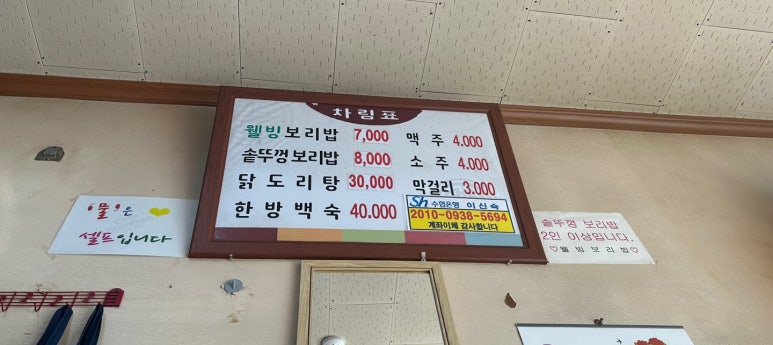 차림표
웰빙보리밥 7,000
솥뚜껑보리밥 8,000
닭도리탕 30,000
한방백숙 40.000
맥주 4.000
소주 4.000
막걸리 3.000
Sh 수협은행 이신숙
2010-0938-5694
계좌이체 감사합니다
"물"은
셀프입니다
솥뚜껑 보리밥
2인 이상입니다.
♡웰빙보리밥♡